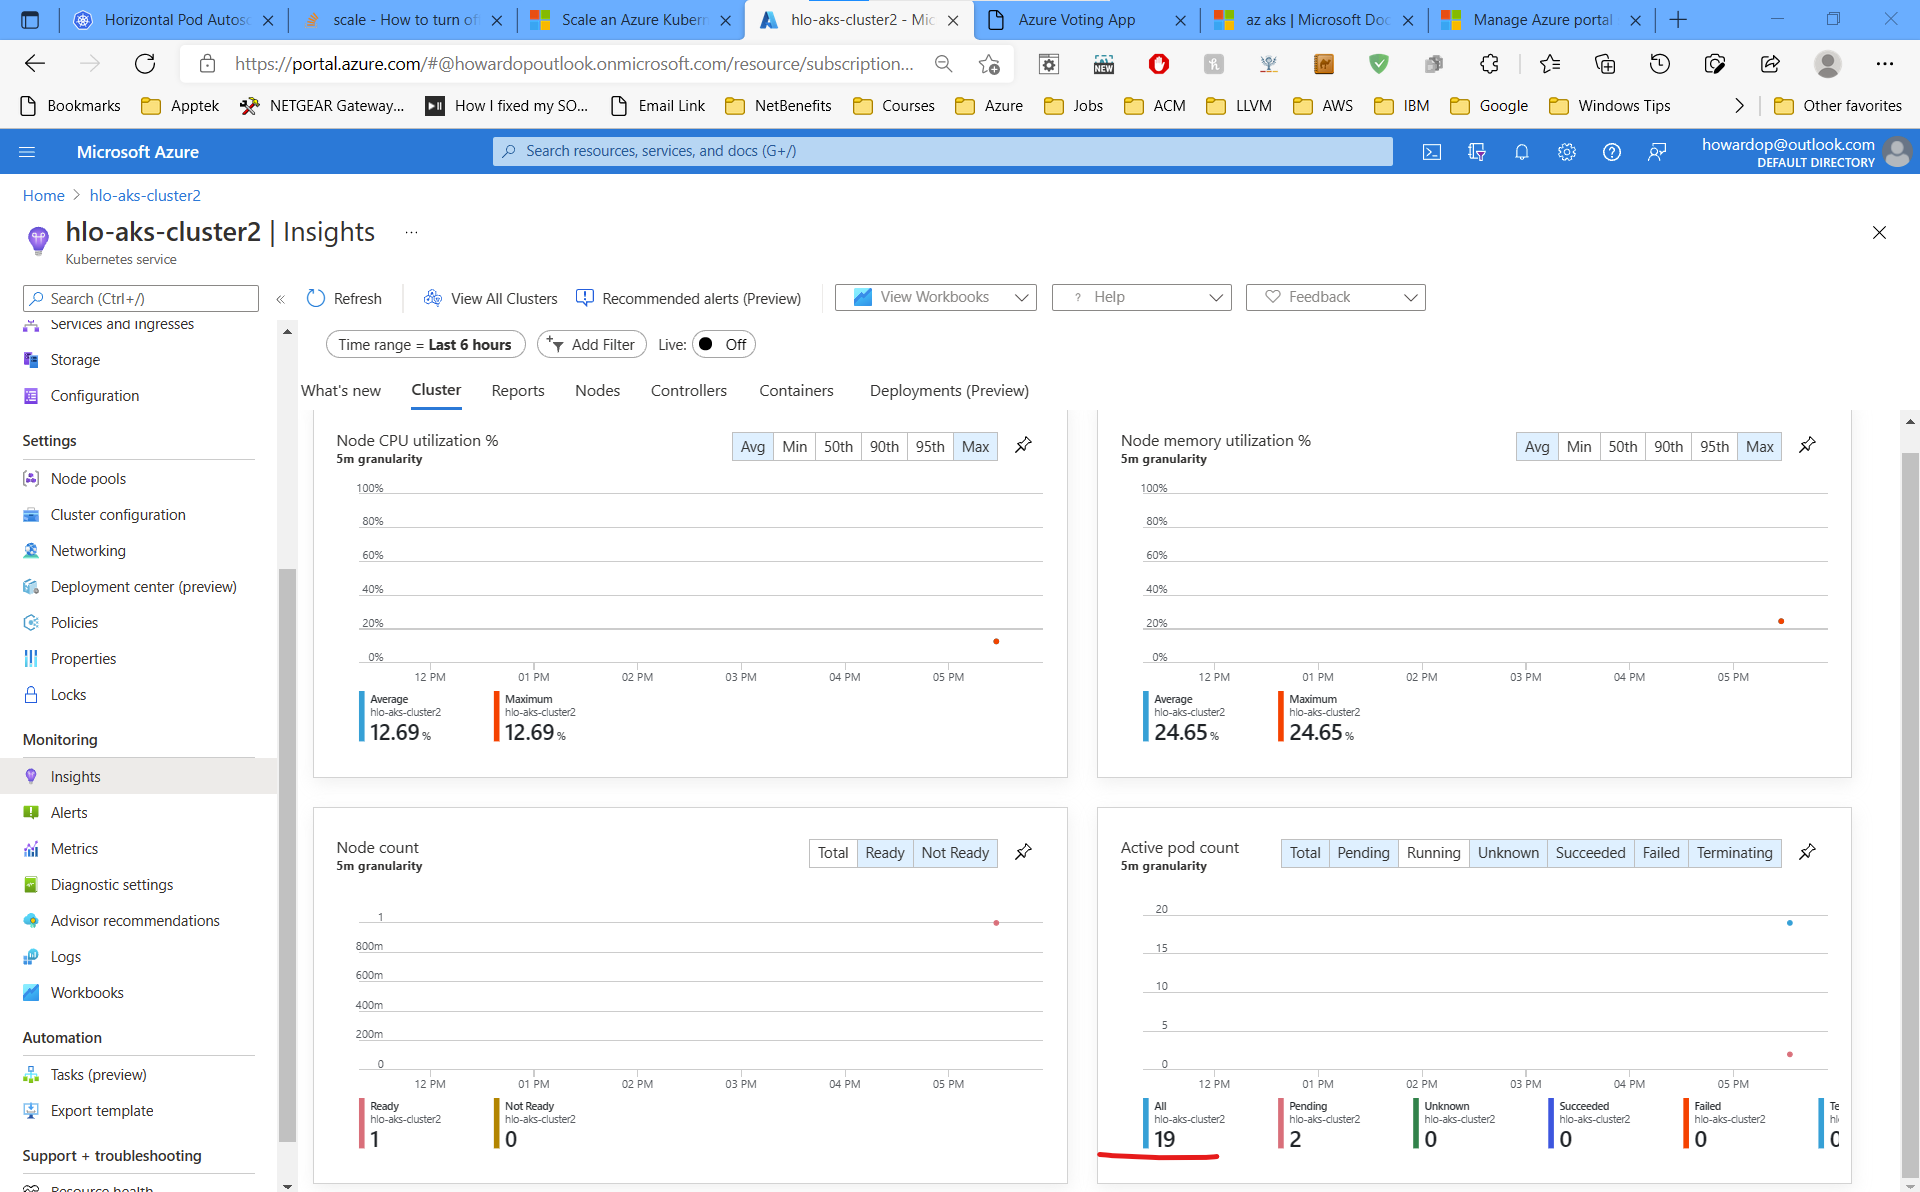 Horizontal Pod Autosc
scale - How to turn of
Scale an Azure Kubern
hlo-aks-cluster2 - Mic
Azure Voting App
az aks | Microsoft Doc
Manage Azure portal
https://portal.azure.com/#@howardopoutlook.onmicrosoft.com/resource/subscription...
NEW
Bookmarks
Apptek
NETGEAR Gateway...
How I fixed my SO...
Email Link
NetBenefits
Courses
Azure
Jobs
ACM
LLVM
AWS
IBM
Google
Windows Tips
Other favorites
Microsoft Azure
Search resources, services, and docs (G+/)
howardop@outlook.com
DEFAULT DIRECTORY
Home > hlo-aks-cluster2
hlo-aks-cluster2 | Insights ...
Kubernetes service
Search (Ctrl+/)
«
Refresh
View All Clusters
Recommended alerts (Preview)
View Workbooks
? Help
Feedback
Services and ingresses
Storage
Configuration
Settings
Node pools
Cluster configuration
Networking
Deployment center (preview)
Policies
Properties
Locks
Monitoring
Insights
Alerts
Metrics
Diagnostic settings
Advisor recommendations
Logs
Workbooks
Automation
Tasks (preview)
Export template
Support + troubleshooting
Resource health
Time range = Last 6 hours
Add Filter
Live: Off
What's new
Cluster
Reports
Nodes
Controllers
Containers
Deployments (Preview)
Node CPU utilization %
5m granularity
Avg Min 50th 90th 95th Max
100%
80%
60%
40%
20%
0%
12 PM 01 PM 02 PM 03 PM 04 PM 05 PM
Average
hlo-aks-cluster2
12.69 %
Maximum
hlo-aks-cluster2
12.69 %
Node memory utilization %
5m granularity
Avg Min 50th 90th 95th Max
100%
80%
60%
40%
20%
0%
12 PM 01 PM 02 PM 03 PM 04 PM 05 PM
Average
hlo-aks-cluster2
24.65 %
Maximum
hlo-aks-cluster2
24.65 %
Node count
5m granularity
Total Ready Not Ready
1
800m
600m
400m
200m
0
12 PM 01 PM 02 PM 03 PM 04 PM 05 PM
Ready
hlo-aks-cluster2
1
Not Ready
hlo-aks-cluster2
0
Active pod count
5m granularity
Total Pending Running Unknown Succeeded Failed Terminating
20
15
10
5
0
12 PM 01 PM 02 PM 03 PM 04 PM 05 PM
All
hlo-aks-cluster2
19
Pending
hlo-aks-cluster2
2
Unknown
hlo-aks-cluster2
0
Succeeded
hlo-aks-cluster2
0
Failed
hlo-aks-cluster2
0
Te
hl
0